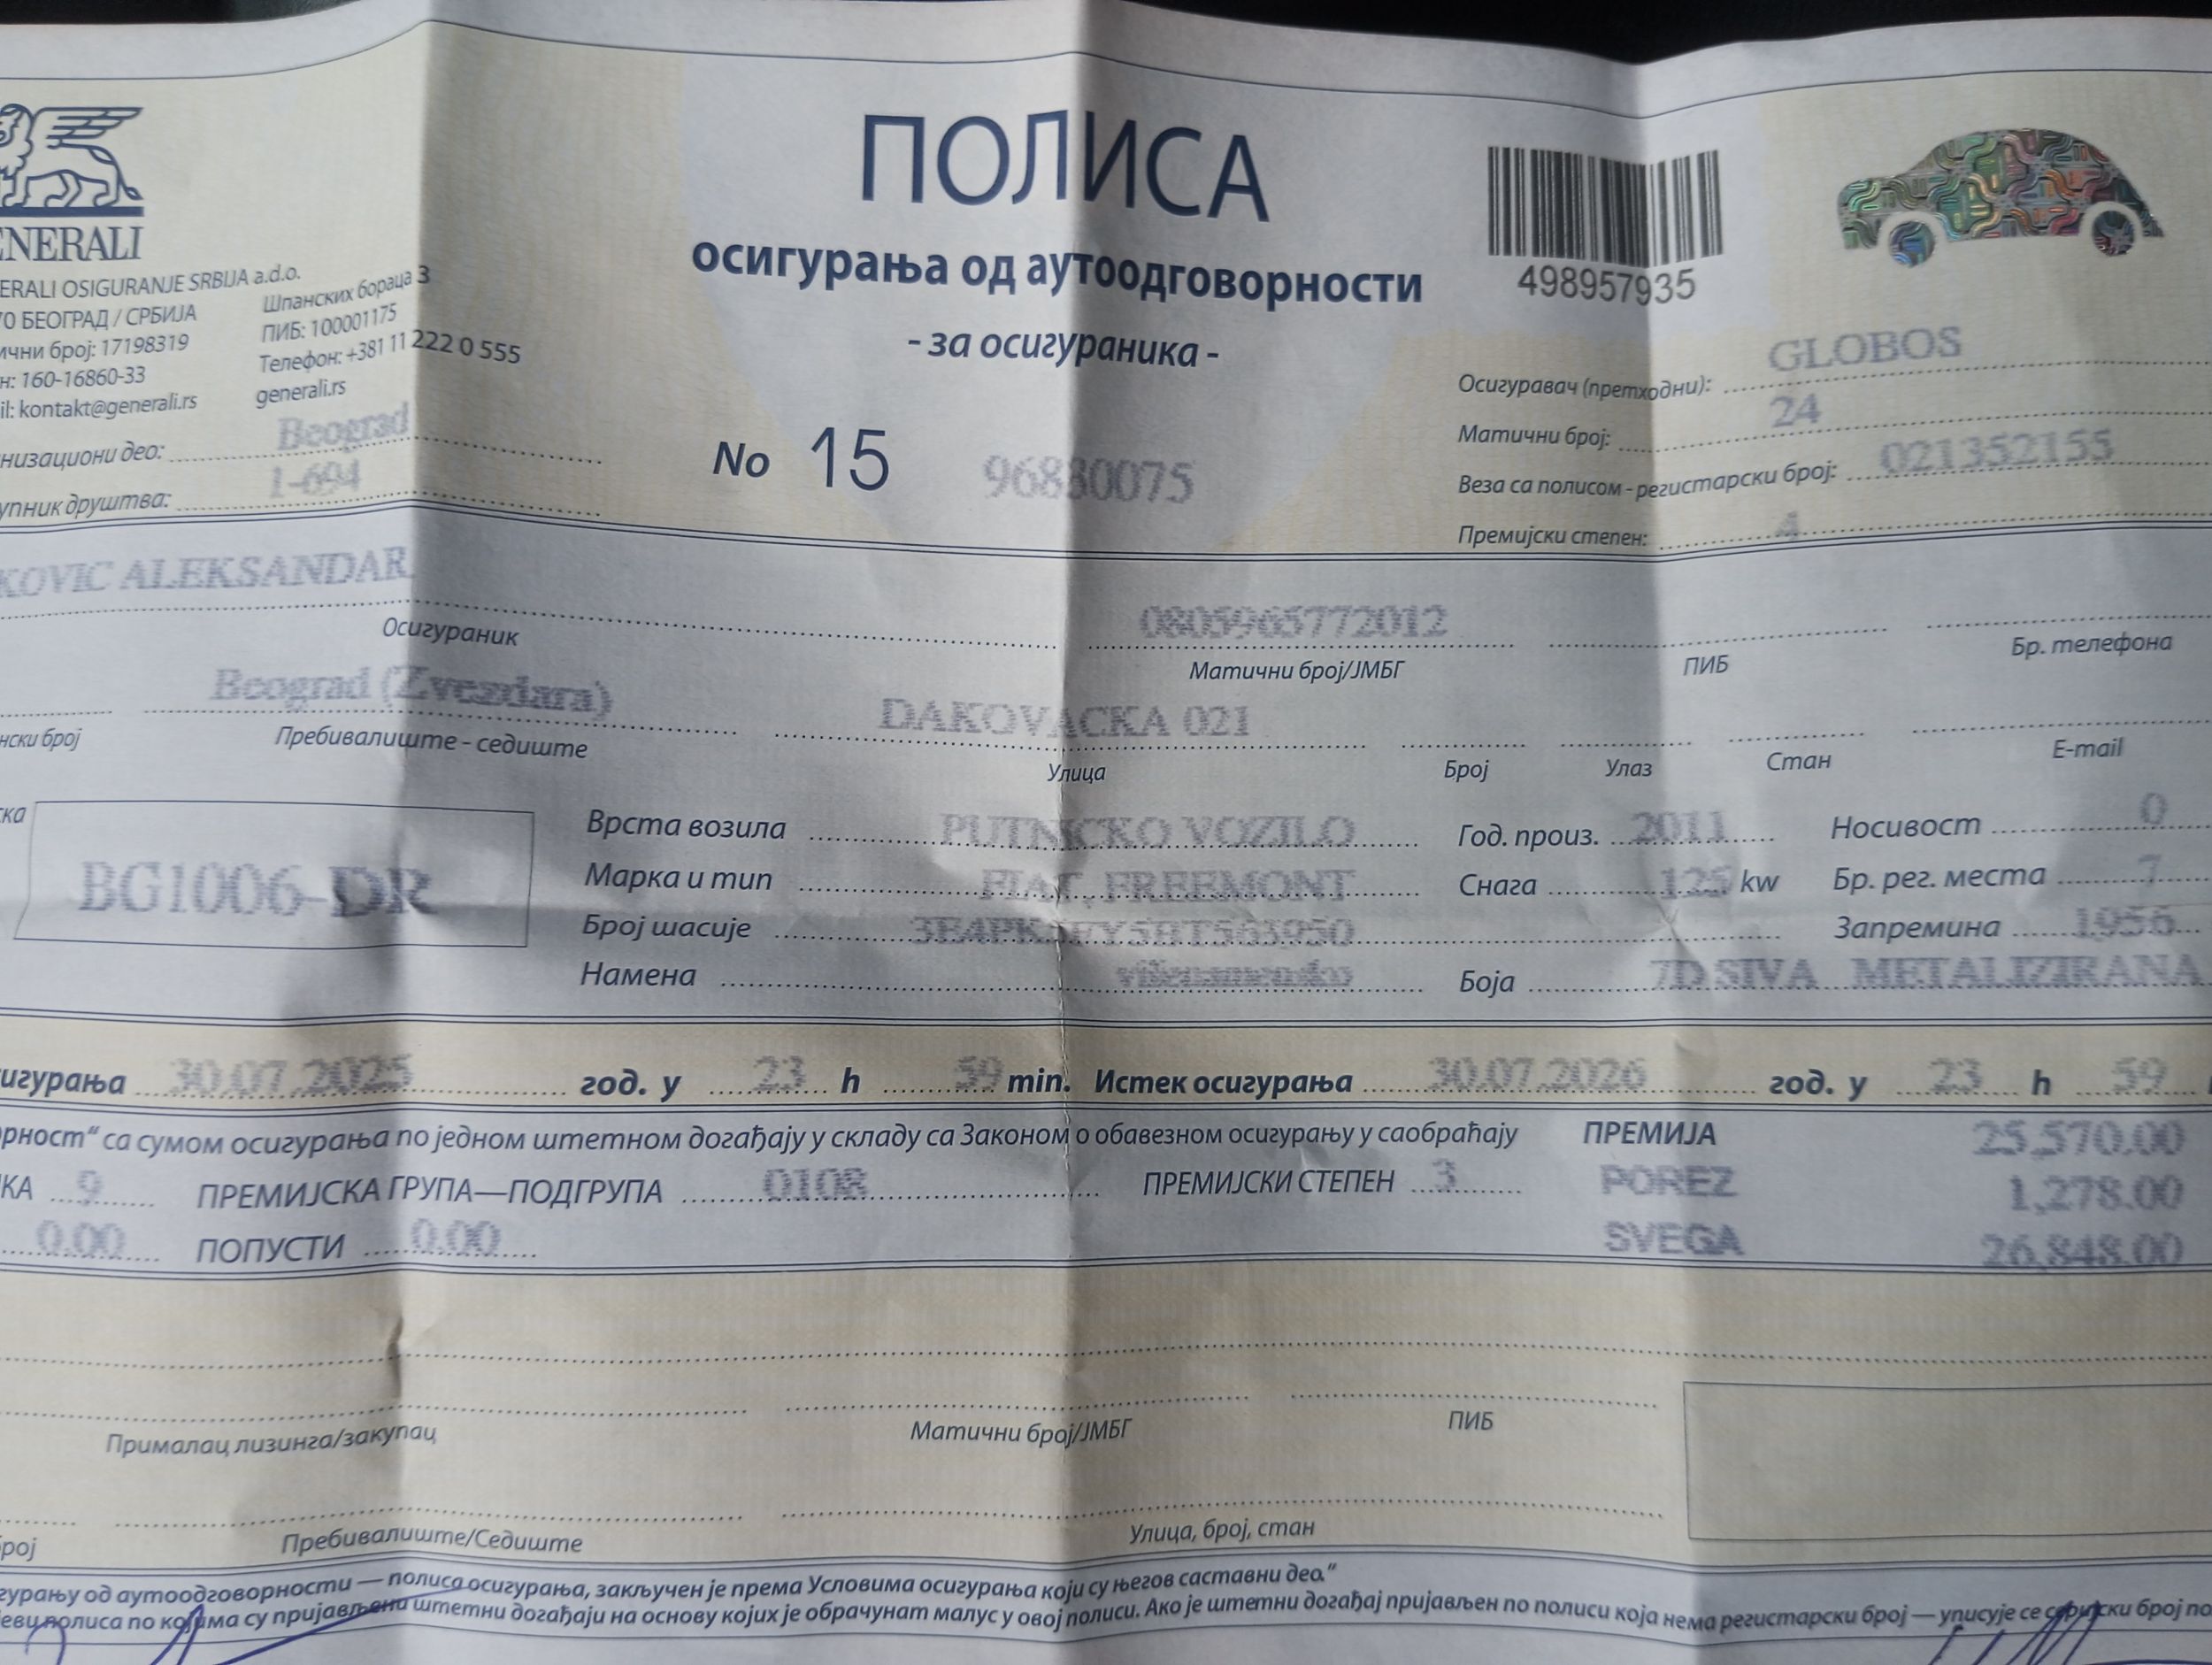 ENERALI
ERALI OSIGURANJE SRBIJA a.d.o.
70 БЕОГРАД / СРБИЈА
Шпанских бораца 3
ични број: 17198319
ПИБ: 100001175
н: 160-16860-33
Телефон: +381 11 222 0 555
il: kontakt@generali.rs
generali.rs
низациони део: Beograd
упник друштва: 1-694
ПОЛИСА
осигурања од аутоодговорности
- за осигураника -
No 15 96880075
498957935
Осигуравач (претходни): GLOBOS
Матични број: 24
Веза са полисом - регистарски број: 021352155
Премијски степен: 4
KOVIC ALEKSANDAR
0805965772012
Осигураник
Матични број/ЈМБГ
ПИБ
Бр. телефона
Beograd (Zvezdara)
DAKOVACKA 021
нски број
Пребивалиште - седиште
Улица
Број
Улаз
Стан
E-mail
ка
BG1006-DR
Врста возила PUTNICKO VOZILO Год. произ. 2011 Носивост 0
Марка и тип FIAT, FREEMONT Снага 125 kw Бр. рег. места 7
Број шасије Запремина 1956
Намена Боја 7D SIVA METALIZIRANA
игурања 30.07.2025 год. у 23 h 59 min. Истек осигурања 30.07.2026 год. у 23 h 59
рност“ са сумом осигурања по једном штетном догађају у складу са Законом о обавезном осигурању у саобраћају ПРЕМИЈА 25,570.00
КА 9 ПРЕМИЈСКА ГРУПА—ПОДГРУПА 0108 ПРЕМИЈСКИ СТЕПЕН 3 POREZ 1,278.00
0.00 ПОПУСТИ 0.00 SVEGA 26,848.00
Прималац лизинга/закупац
Матични број/ЈМБГ
ПИБ
број
Пребивалиште/Седиште
Улица, број, стан
гурању од аутоодговорности — полиса осигурања, закључен је према Условима осигурања који су његов саставни део.“
еви полиса по којима су пријављени штетни догађаји на основу којих је обрачунат малус у овој полиси. Ако је штетни догађај пријављен по полиси која нема регистарски број — уписује се серијски број по